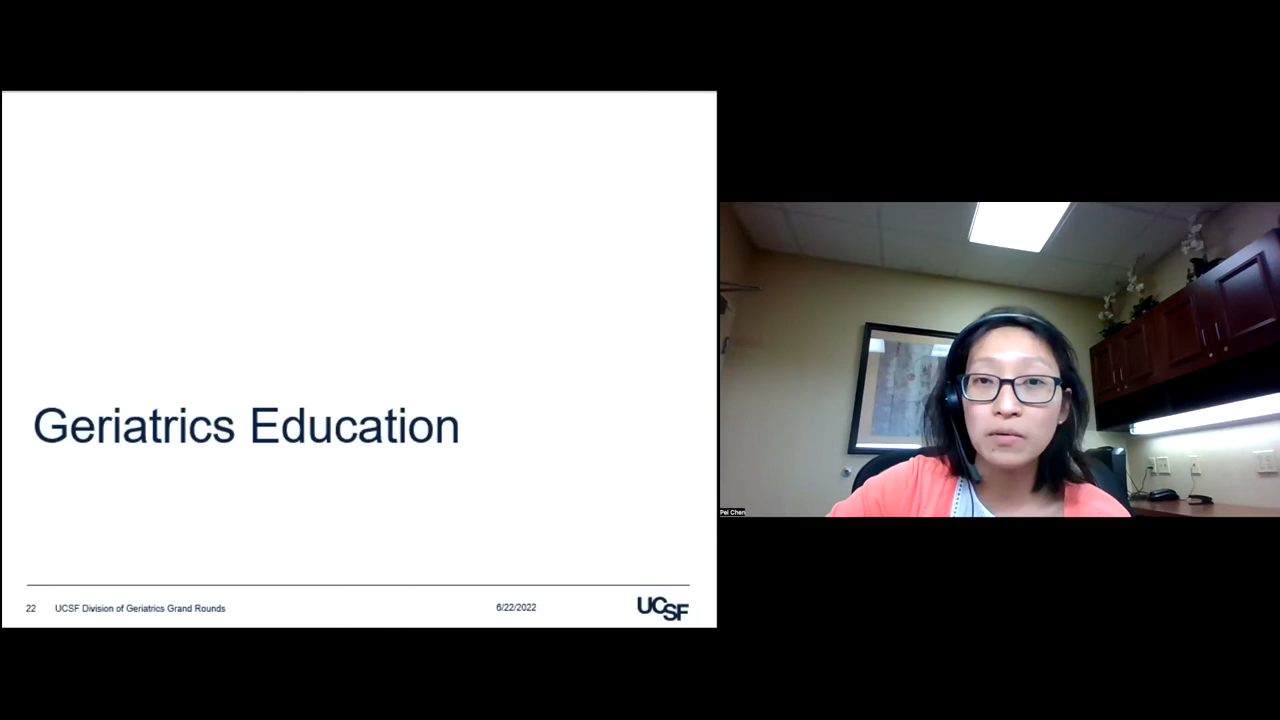 Geriatrics Education
22 UCSF Division of Geriatrics Grand Rounds 6/22/2022 UCSF
Pei Chen